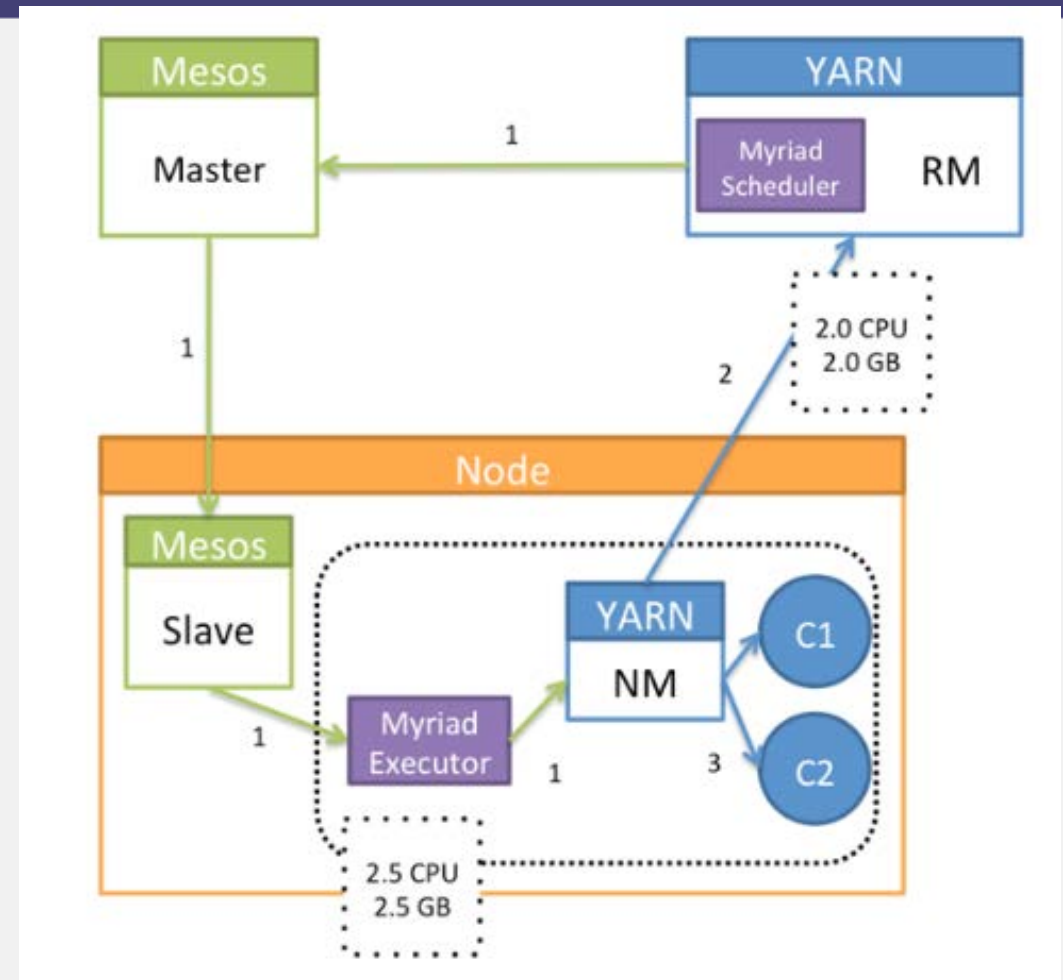 Mesos
Master
1
YARN
Myriad
Scheduler
RM
1
2
2.0 CPU
2.0 GB
Node
Mesos
Slave
1
Myriad
Executor
1
YARN
NM
3
C1
C2
2.5 CPU
2.5 GB